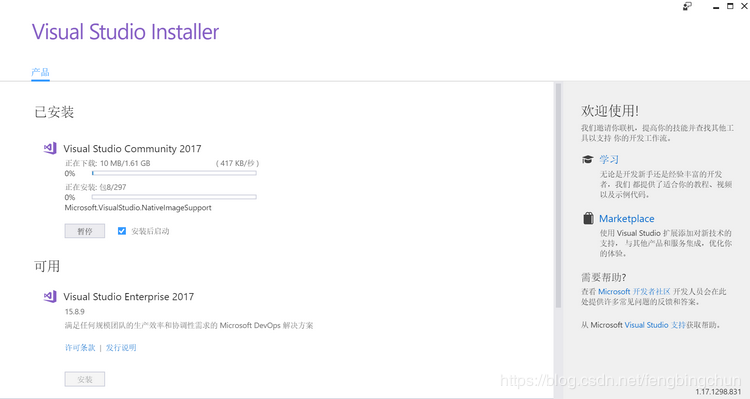 Visual Studio Installer
产品
已安装
Visual Studio Community 2017
正在下载: 10 MB/1.61 GB (417 KB/秒)
0%
正在安装: 包8/297
0%
Microsoft.VisualStudio.NativeImageSupport
暂停 安装后启动
可用
Visual Studio Enterprise 2017
15.8.9
满足任何规模团队的生产效率和协调性需求的 Microsoft DevOps 解决方案
许可条款 | 发行说明
安装
欢迎使用!
我们邀请你联机，提高你的技能并查找其他工
具以支持 你的开发工作流。
学习
无论是开发新手还是经验丰富的开发
者，我们 都提供了适合你的教程、视频
以及示例代码。
Marketplace
使用 Visual Studio 扩展添加对新技术的
支持， 与其他产品和服务集成，优化你
的体验。
需要帮助?
查看 Microsoft 开发者社区 开发人员会在此
处提供许多常见问题的反馈和答案。
从 Microsoft Visual Studio 支持获取帮助。
https://blog.csdn.net/fengbingchun
1.17.1298.831